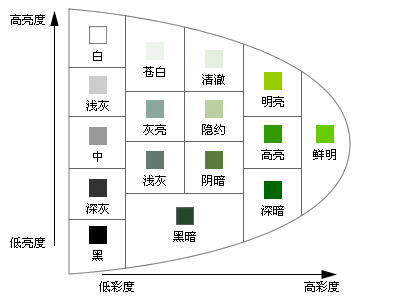 高亮度
白
苍白
清澈
浅灰
明亮
灰亮
隐约
中
高亮
鲜明
浅灰
阴暗
深灰
深暗
黑暗
低亮度
黑
低彩度
高彩度